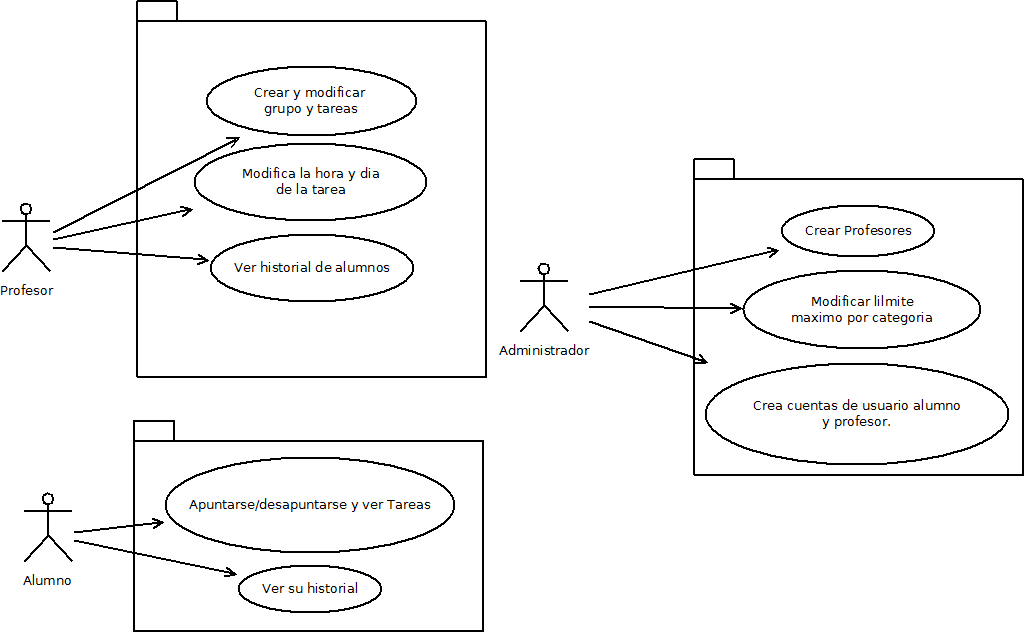 Crear y modificar
grupo y tareas
Modifica la hora y dia
de la tarea
Ver historial de alumnos
Profesor
Crear Profesores
Modificar lilmite
maximo por categoria
Crea cuentas de usuario alumno
y profesor.
Administrador
Apuntarse/desapuntarse y ver Tareas
Ver su historial
Alumno